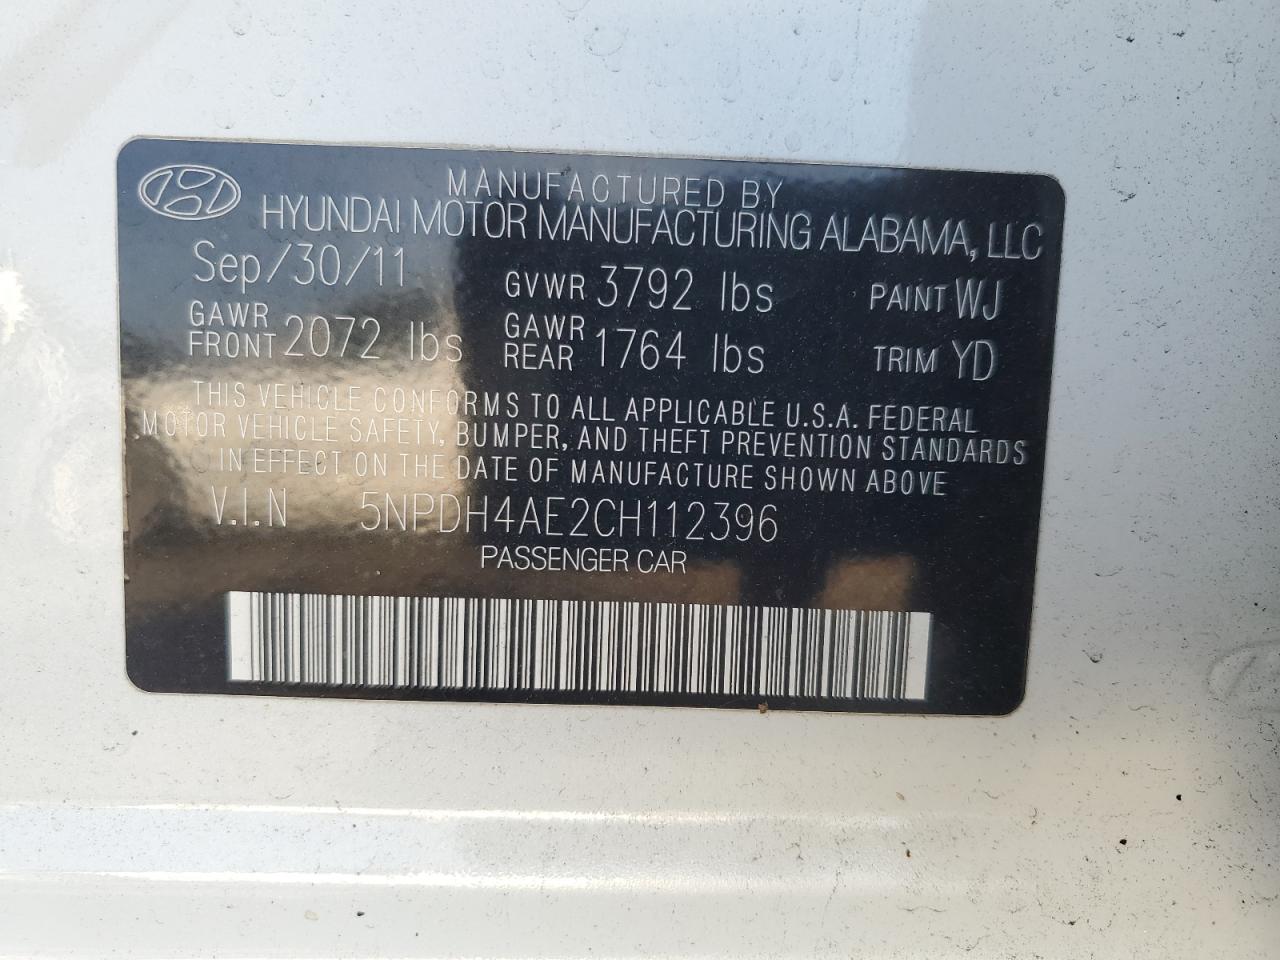 MANUFACTURED BY
HYUNDAI MOTOR MANUFACTURING ALABAMA, LLC
Sep/30/11 GVWR 3792 lbs PAINT WJ
GAWR FRONT 2072 lbs GAWR REAR 1764 lbs TRIM YD
THIS VEHICLE CONFORMS TO ALL APPLICABLE U.S.A. FEDERAL
MOTOR VEHICLE SAFETY, BUMPER, AND THEFT PREVENTION STANDARDS
IN EFFECT ON THE DATE OF MANUFACTURE SHOWN ABOVE
V.I.N 5NPDH4AE2CH112396
PASSENGER CAR